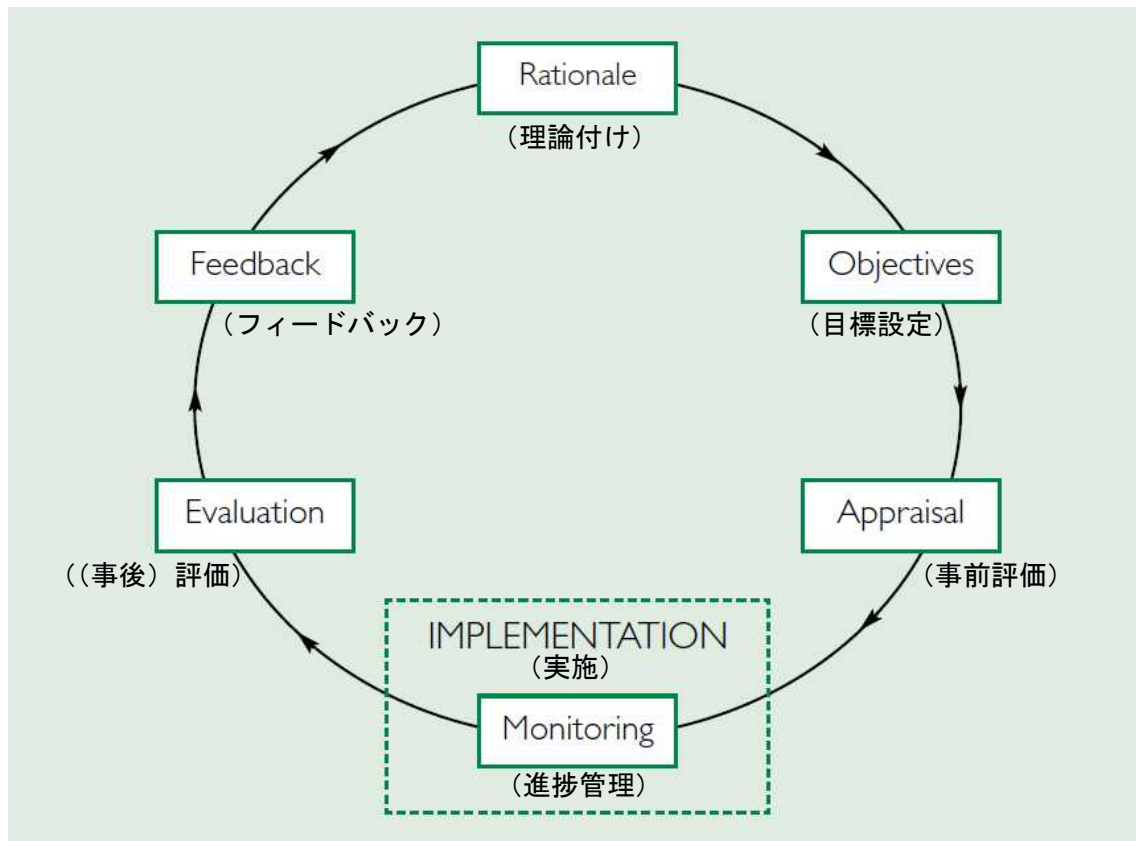 Rationale
（理論付け）
Feedback
（フィードバック）
Objectives
（目標設定）
Evaluation
（（事後）評価）
Appraisal
（事前評価）
IMPLEMENTATION
（実施）
Monitoring
（進捗管理）